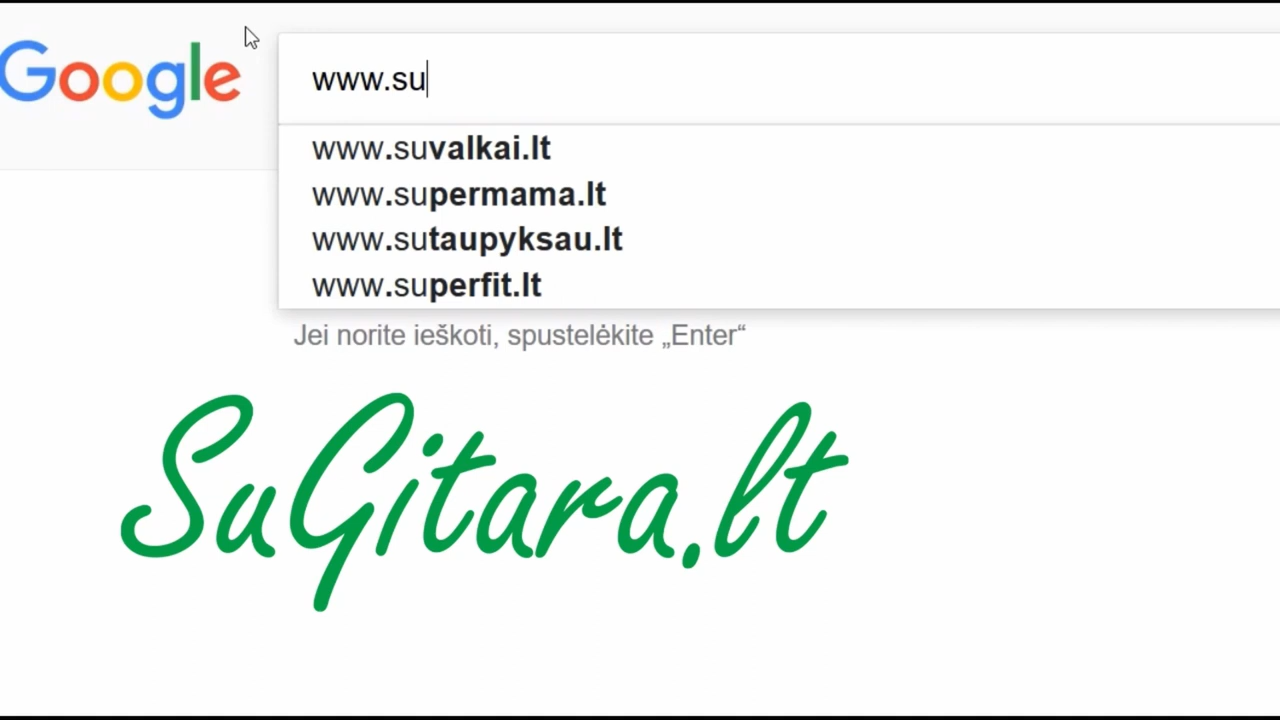 Google
www.su
www.suvalkai.lt
www.supermama.lt
www.sutaupyksau.lt
www.superfit.lt
Jei norite ieškoti, spustelėkite „Enter“
SuGitara.lt